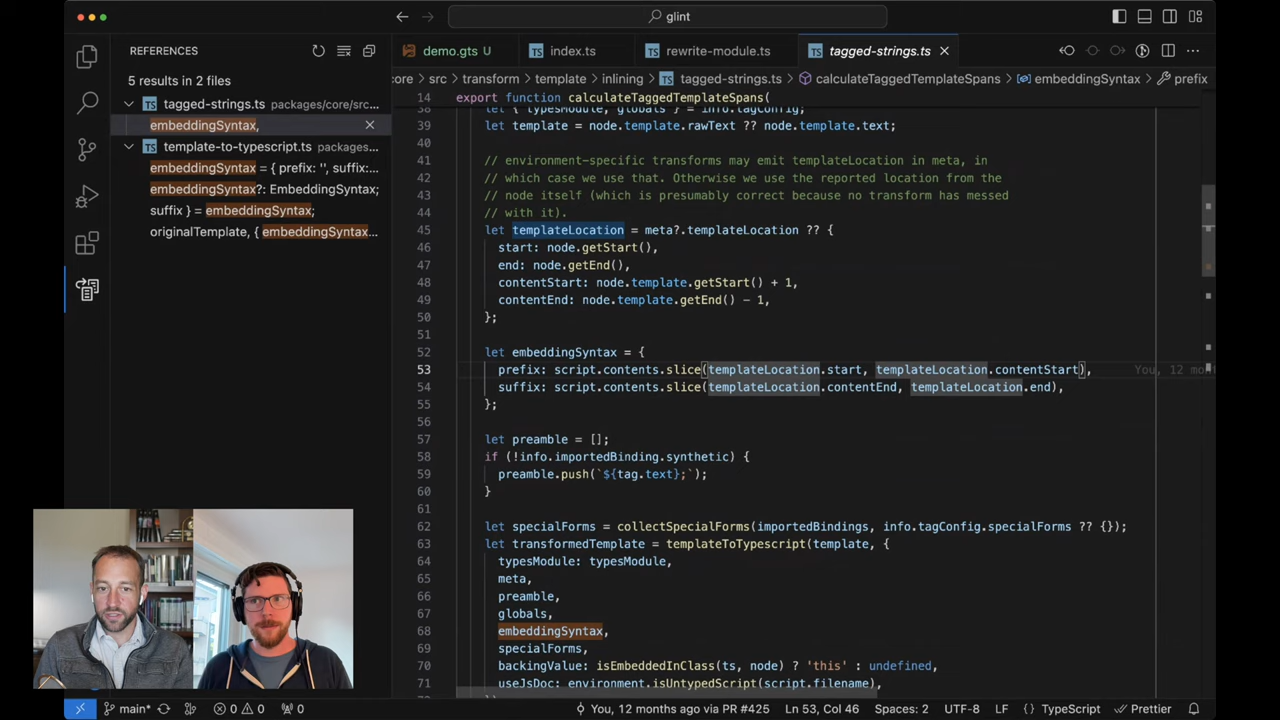 glint
REFERENCES
demo.gts U
index.ts
rewrite-module.ts
tagged-strings.ts
5 results in 2 files
core > src > transform > template > inlining > tagged-strings.ts > calculateTaggedTemplateSpans > embeddingSyntax > prefix
tagged-strings.ts packages/core/src...
embeddingSyntax,
template-to-typescript.ts packages...
embeddingSyntax = { prefix: '', suffix:...
embeddingSyntax?: EmbeddingSyntax;
suffix } = embeddingSyntax;
originalTemplate, { embeddingSyntax...
14 export function calculateTaggedTemplateSpans(
38 let { typesModule, globals } = info.tagConfig;
39 let template = node.template.rawText ?? node.template.text;
40
41 // environment-specific transforms may emit templateLocation in meta, in
42 // which case we use that. Otherwise we use the reported location from the
43 // node itself (which is presumably correct because no transform has messed
44 // with it).
45 let templateLocation = meta?.templateLocation ?? {
46 start: node.getStart(),
47 end: node.getEnd(),
48 contentStart: node.template.getStart() + 1,
49 contentEnd: node.template.getEnd() - 1,
50 };
51
52 let embeddingSyntax = {
53 prefix: script.contents.slice(templateLocation.start, templateLocation.contentStart), You, 12 mo
54 suffix: script.contents.slice(templateLocation.contentEnd, templateLocation.end),
55 };
56
57 let preamble = [];
58 if (!info.importedBinding.synthetic) {
59 preamble.push(`${tag.text};`);
60 }
61
62 let specialForms = collectSpecialForms(importedBindings, info.tagConfig.specialForms ?? {});
63 let transformedTemplate = templateToTypescript(template, {
64 typesModule: typesModule,
65 meta,
66 preamble,
67 globals,
68 embeddingSyntax,
69 specialForms,
70 backingValue: isEmbeddedInClass(ts, node) ? 'this' : undefined,
71 useJsDoc: environment.isUntypedScript(script.filename),
main* 0 0 0 You, 12 months ago via PR #425 Ln 53, Col 46 Spaces: 2 UTF-8 LF {} TypeScript Prettier